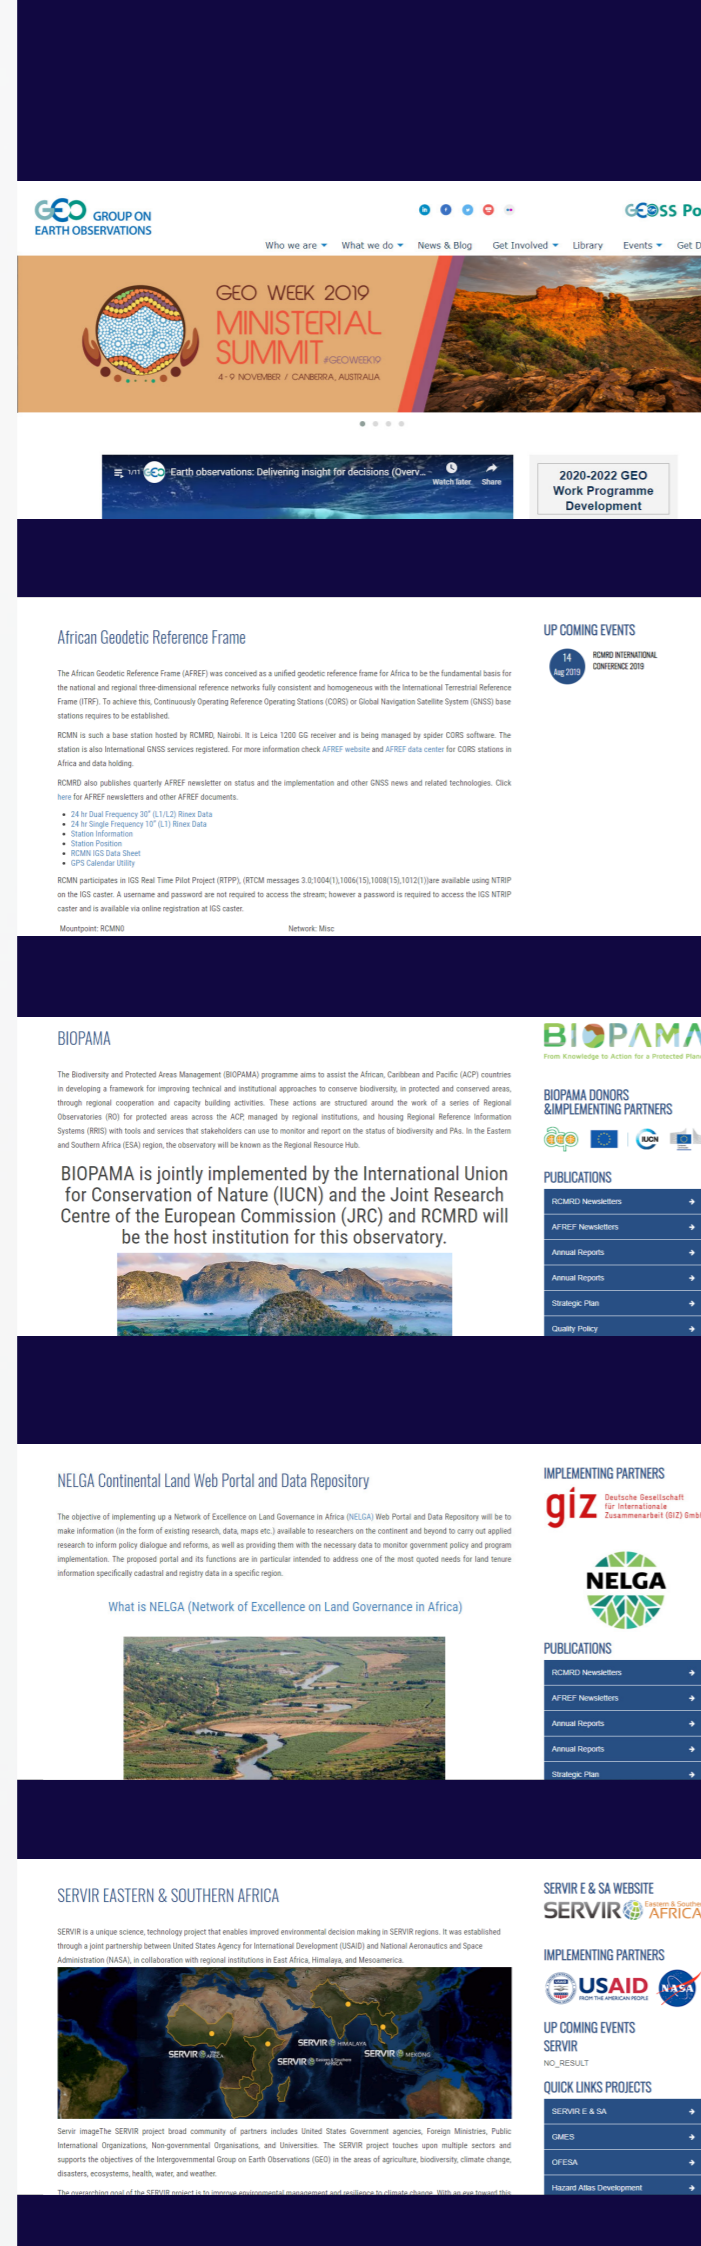 GEO GROUP ON
EARTH OBSERVATIONS
GEOSS Po
Who we are What we do News & Blog Get Involved Library Events Get D
GEO WEEK 2019
MINISTERIAL
SUMMIT #GEOWEEK19
4-9 NOVEMBER / CANBERRA, AUSTRALIA
1/11 GEO Earth observations: Delivering insight for decisions (Overv...
Watch later Share
2020-2022 GEO
Work Programme
Development
African Geodetic Reference Frame
The African Geodetic Reference Frame (AFREF) was conceived as a unified geodetic reference frame for Africa to be the fundamental basis for
the national and regional three-dimensional reference networks fully consistent and homogeneous with the International Terrestrial Reference
Frame (ITRF). To achieve this, Continuously Operating Reference Operating Stations (CORS) or Global Navigation Satellite System (GNSS) base
stations requires to be established.
RCMN is such a base station hosted by RCMRD, Nairobi. It is Leica 1200 GG receiver and is being managed by spider CORS software. The
station is also International GNSS services registered. For more information check AFREF website and AFREF data center for CORS stations in
Africa and data holding.
RCMRD also publishes quarterly AFREF newsletter on status and the implementation and other GNSS news and related technologies. Click
here for AFREF newsletters and other AFREF documents.
24 hr Dual Frequency 30" (L1/L2) Rinex Data
24 hr Single Frequency 10" (L1) Rinex Data
Station Information
Station Position
RCMN IGS Data Sheet
GPS Calendar Utility
RCMN participates in IGS Real Time Pilot Project (RTPP), (RTCM messages 3.0;1004(1),1006(15),1008(15),1012(1))are available using NTRIP
on the IGS caster. A username and password are not required to access the stream; however a password is required to access the IGS NTRIP
caster and is available via online registration at IGS caster.
Mountpoint: RCMN0 Network: Misc
UP COMING EVENTS
14
Aug 2019
RCMRD INTERNATIONAL
CONFERENCE 2019
BIOPAMA
The Biodiversity and Protected Areas Management (BIOPAMA) programme aims to assist the African, Caribbean and Pacific (ACP) countries
in developing a framework for improving technical and institutional approaches to conserve biodiversity, in protected and conserved areas,
through regional cooperation and capacity building activities. These actions are structured around the work of a series of Regional
Observatories (RO) for protected areas across the ACP, managed by regional institutions, and housing Regional Reference Information
Systems (RRIS) with tools and services that stakeholders can use to monitor and report on the status of biodiversity and PAs. In the Eastern
and Southern Africa (ESA) region, the observatory will be known as the Regional Resource Hub.
BIOPAMA is jointly implemented by the International Union
for Conservation of Nature (IUCN) and the Joint Research
Centre of the European Commission (JRC) and RCMRD will
be the host institution for this observatory.
BIOPAMA
From Knowledge to Action for a Protected Plan
BIOPAMA DONORS
&IMPLEMENTING PARTNERS
IUCN
PUBLICATIONS
RCMRD Newsletters
AFREF Newsletters
Annual Reports
Annual Reports
Strategic Plan
Quality Policy
NELGA Continental Land Web Portal and Data Repository
The objective of implementing up a Network of Excellence on Land Governance in Africa (NELGA) Web Portal and Data Repository will be to
make information (in the form of existing research, data, maps etc.) available to researchers on the continent and beyond to carry out applied
research to inform policy dialogue and reforms, as well as providing them with the necessary data to monitor government policy and program
implementation. The proposed portal and its functions are in particular intended to address one of the most quoted needs for land tenure
information specifically cadastral and registry data in a specific region.
What is NELGA (Network of Excellence on Land Governance in Africa)
IMPLEMENTING PARTNERS
giz Deutsche Gesellschaft
für Internationale
Zusammenarbeit (GIZ) GmbH
NELGA
PUBLICATIONS
RCMRD Newsletters
AFREF Newsletters
Annual Reports
Annual Reports
Strategic Plan
SERVIR EASTERN & SOUTHERN AFRICA
SERVIR is a unique science, technology project that enables improved environmental decision making in SERVIR regions. It was established
through a joint partnership between United States Agency for International Development (USAID) and National Aeronautics and Space
Administration (NASA), in collaboration with regional institutions in East Africa, Himalaya, and Mesoamerica.
SERVIR HIMALAYA
SERVIR West AFRICA
SERVIR MEKONG
SERVIR Eastern & Southern AFRICA
Servir imageThe SERVIR project broad community of partners includes United States Government agencies, Foreign Ministries, Public
International Organizations, Non-governmental Organisations, and Universities. The SERVIR project touches upon multiple sectors and
supports the objectives of the Intergovernmental Group on Earth Observations (GEO) in the areas of agriculture, biodiversity, climate change,
disasters, ecosystems, health, water, and weather.
The overarching goal of the SERVIR project is to improve environmental management and resilience to climate change. With an eye toward this
SERVIR E & SA WEBSITE
SERVIR Eastern & Southe
AFRICA
IMPLEMENTING PARTNERS
USAID
FROM THE AMERICAN PEOPLE
NASA
UP COMING EVENTS
SERVIR
NO_RESULT
QUICK LINKS PROJECTS
SERVIR E & SA
GMES
OFESA
Hazard Atlas Development